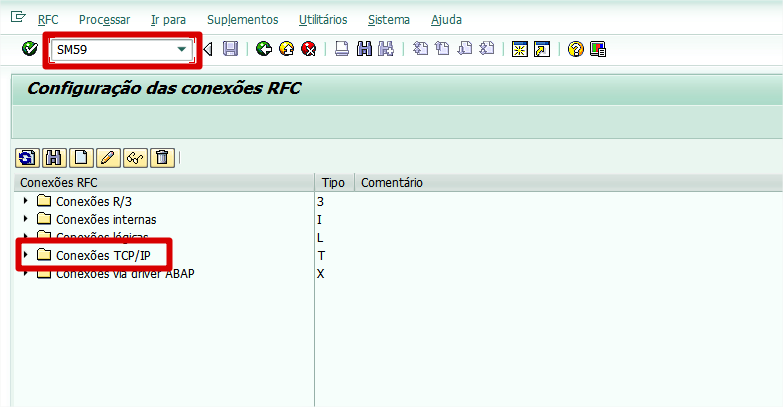 RFC Processar Ir para Suplementos Utilitários Sistema Ajuda
SM59
Configuração das conexões RFC
Conexões RFC Tipo Comentário
Conexões R/3 3
Conexões internas I
Conexões lógicas L
Conexões TCP/IP T
Conexões via driver ABAP X